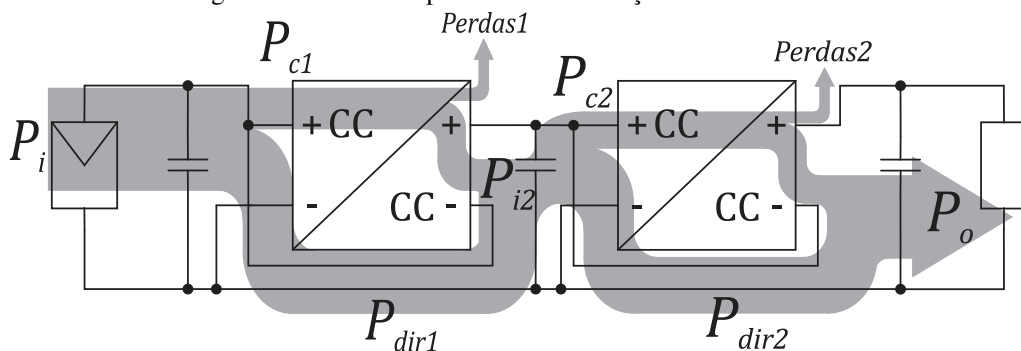 Perdas1
P_c1
Perdas2
P_c2
P_i
+ CC +
- CC -
P_i2
+ CC +
- CC -
P_o
P_dir1
P_dir2